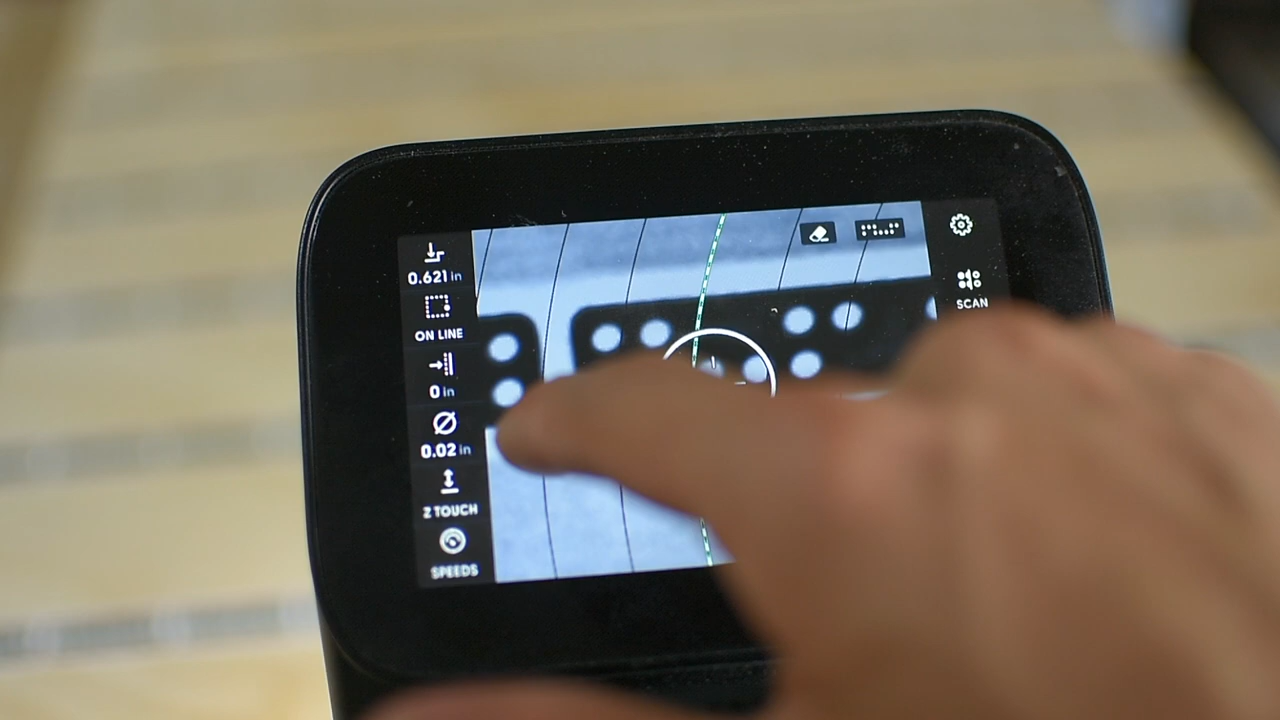 0.621 in
ON LINE
0 in
0.02 in
Z TOUCH
SPEEDS
SCAN